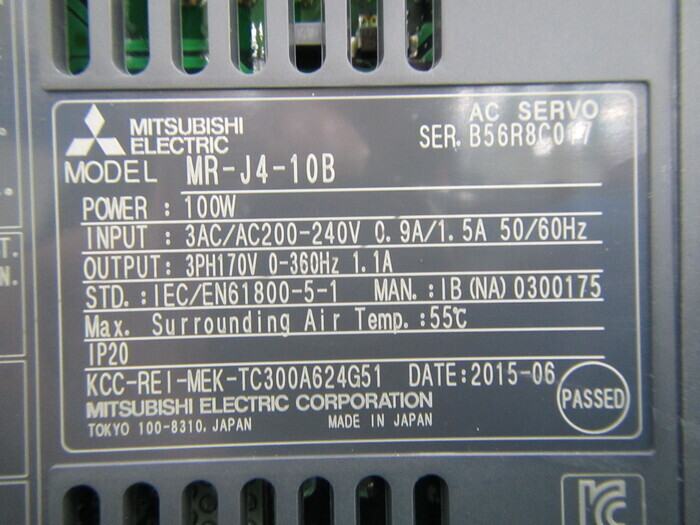 AC SERVO
MITSUBISHI
ELECTRIC
SER. B56R8C017
MODEL MR-J4-10B
POWER : 100W
INPUT : 3AC/AC200-240V 0.9A/1.5A 50/60Hz
OUTPUT: 3PH170V 0-360Hz 1.1A
STD.: IEC/EN61800-5-1 MAN.: IB(NA)0300175
Max. Surrounding Air Temp.:55℃
IP20
KCC-REI-MEK-TC300A624G51 DATE:2015-06
MITSUBISHI ELECTRIC CORPORATION
PASSED
TOKYO 100-8310, JAPAN MADE IN JAPAN